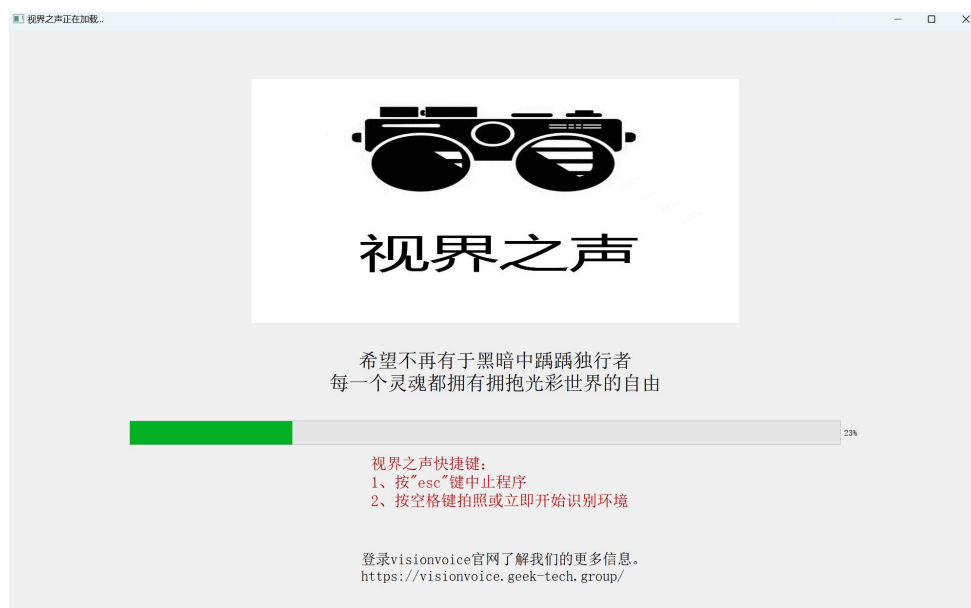 视界之声正在加载...
视界之声
希望不再有于黑暗中踽踽独行者
每一个灵魂都拥有拥抱光彩世界的自由
23%
视界之声快捷键：
1、按"esc"键中止程序
2、按空格键拍照或立即开始识别环境
登录visionvoice官网了解我们的更多信息。
https://visionvoice.geek-tech.group/